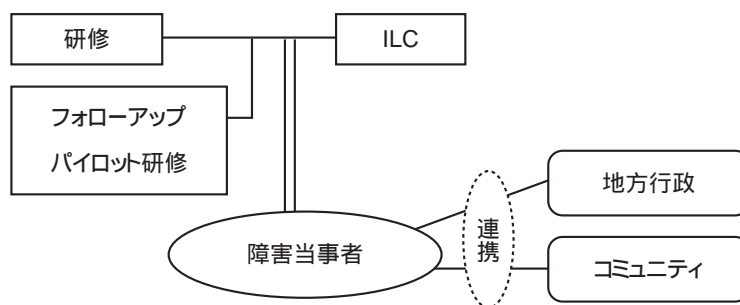 研修
ILC
フォローアップ
パイロット研修
地方行政
連携
障害当事者
コミュニティ